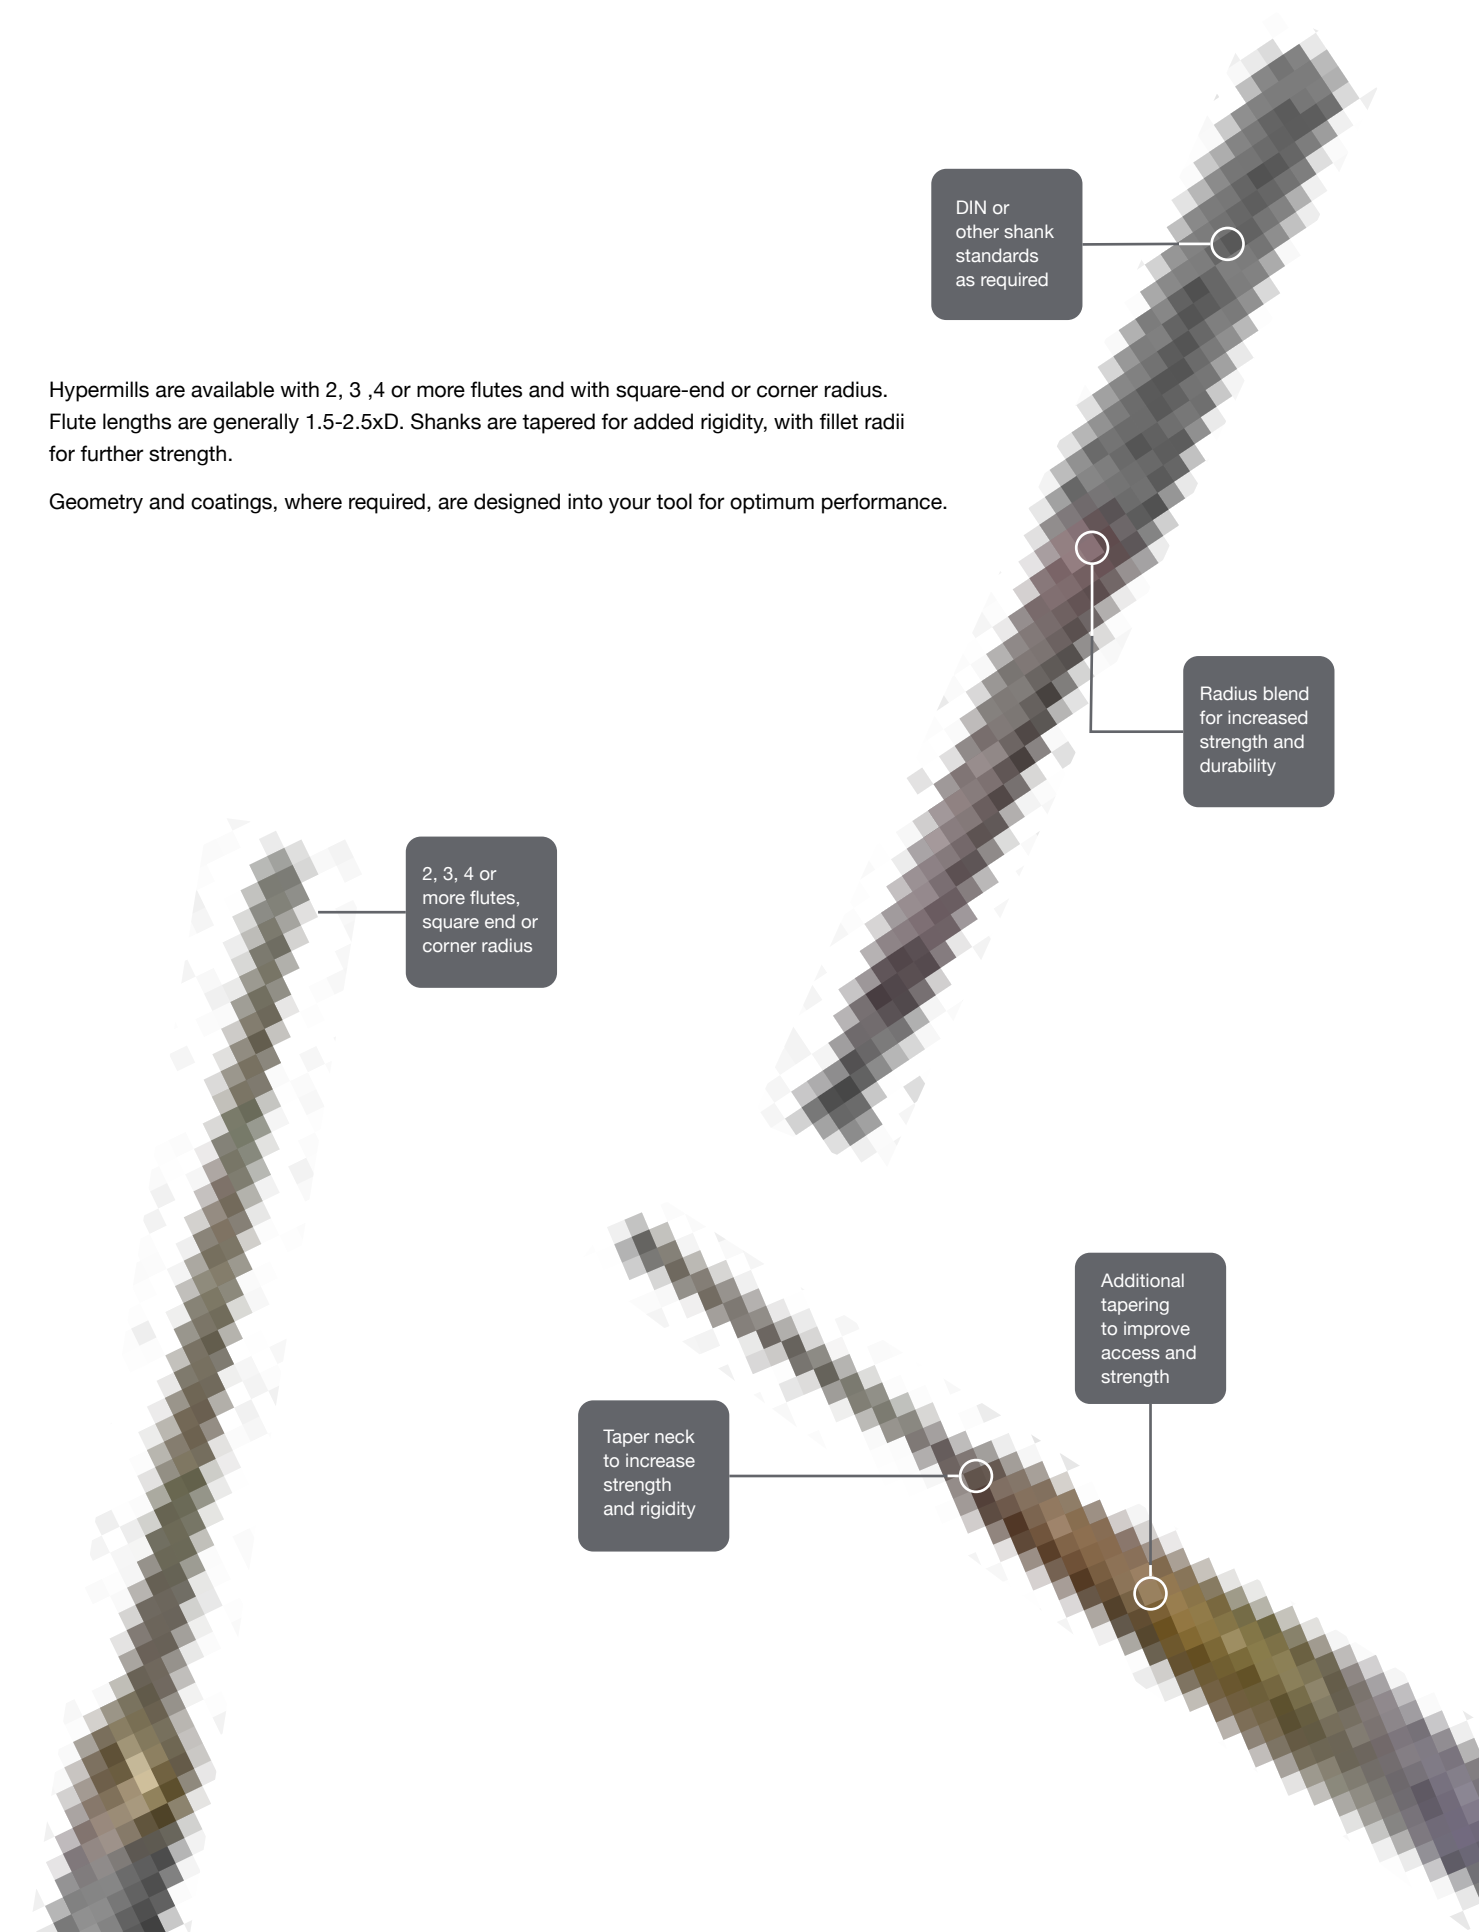 DIN or
other shank
standards
as required
Hypermills are available with 2, 3 ,4 or more flutes and with square-end or corner radius.
Flute lengths are generally 1.5-2.5xD. Shanks are tapered for added rigidity, with fillet radii
for further strength.
Geometry and coatings, where required, are designed into your tool for optimum performance.
Radius blend
for increased
strength and
durability
2, 3, 4 or
more flutes,
square end or
corner radius
Additional
tapering
to improve
access and
strength
Taper neck
to increase
strength
and rigidity